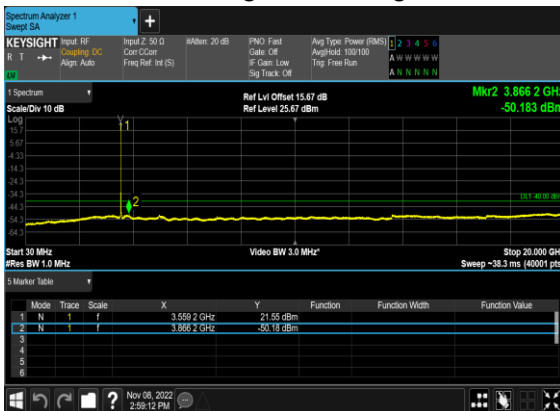 Spectrum Analyzer 1
Swept SA
+
KEYSIGHT Input: RF Input Z: 50 Ω #Atten: 20 dB PNO: Fast Avg Type: Power (RMS) 1 2 3 4 5 6
R T Coupling: DC Corr CCorr Gate: Off Avg|Hold: 100/100 A W W W W W
Align: Auto Freq Ref: Int (S) IF Gain: Low Trig: Free Run
Sig Track: Off A N N N N N
1 Spectrum Ref Lvl Offset 15.67 dB Mkr2 3.866 2 GHz
Scale/Div 10 dB Ref Level 25.67 dBm -50.183 dBm
Log
15.7
5.67
-4.33
-14.3
-24.3
-34.3
-44.3
-54.3
-64.3
1
2
DL1 -40.00 dBm
Start 30 MHz Video BW 3.0 MHz* Stop 20.000 GH
#Res BW 1.0 MHz Sweep ~38.3 ms (40001 pts
5 Marker Table
Mode Trace Scale X Y Function Function Width Function Value
1 N 1 f 3.559 2 GHz 21.55 dBm
2 N 1 f 3.866 2 GHz -50.18 dBm
3
4
5
6
? Nov 08, 2022
2:59:12 PM